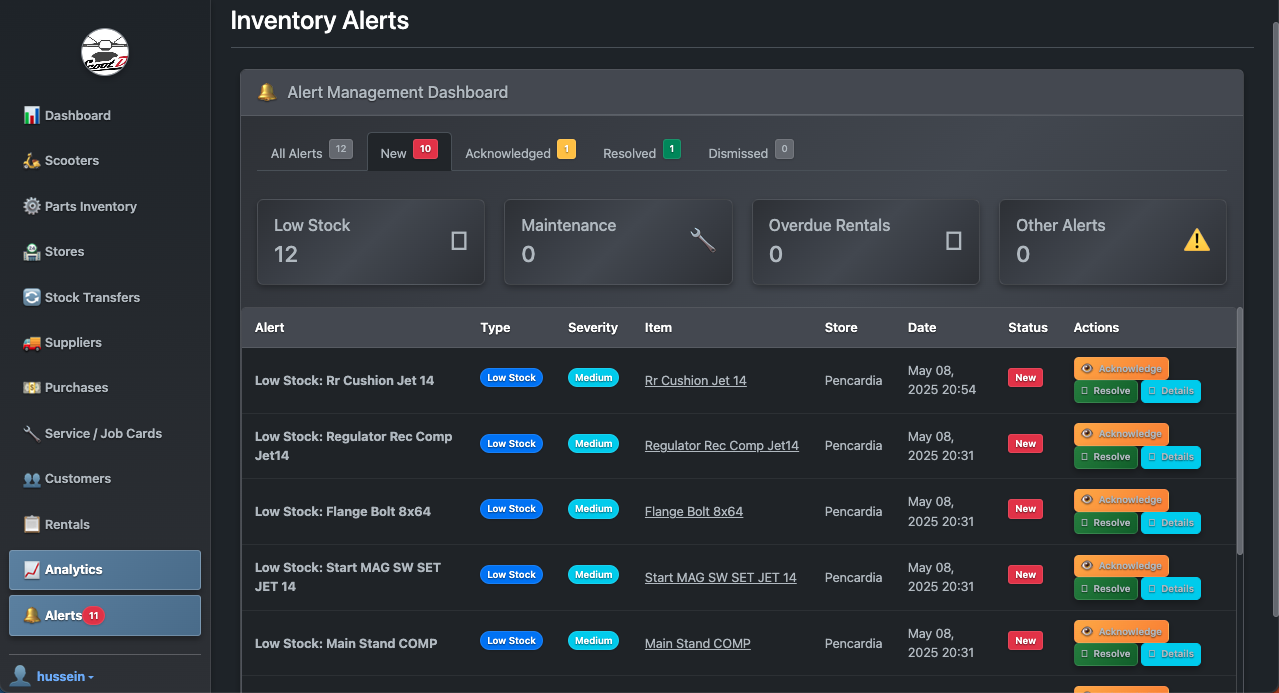 Inventory Alerts
Scoot D
Dashboard
Scooters
Parts Inventory
Stores
Stock Transfers
Suppliers
Purchases
Service / Job Cards
Customers
Rentals
Analytics
Alerts 11
hussein
Alert Management Dashboard
All Alerts 12 New 10 Acknowledged 1 Resolved 1 Dismissed 0
Low Stock
12
Maintenance
0
Overdue Rentals
0
Other Alerts
0
Alert Type Severity Item Store Date Status Actions
Low Stock: Rr Cushion Jet 14 Low Stock Medium Rr Cushion Jet 14 Pencardia May 08, New Acknowledge
2025 20:54 Resolve Details
Low Stock: Regulator Rec Comp Low Stock Medium Regulator Rec Comp Jet14 Pencardia May 08, New Acknowledge
Jet14 2025 20:31 Resolve Details
Low Stock: Flange Bolt 8x64 Low Stock Medium Flange Bolt 8x64 Pencardia May 08, New Acknowledge
2025 20:31 Resolve Details
Low Stock: Start MAG SW SET Low Stock Medium Start MAG SW SET JET 14 Pencardia May 08, New Acknowledge
JET 14 2025 20:31 Resolve Details
Low Stock: Main Stand COMP Low Stock Medium Main Stand COMP Pencardia May 08, New Acknowledge
2025 20:31 Resolve Details